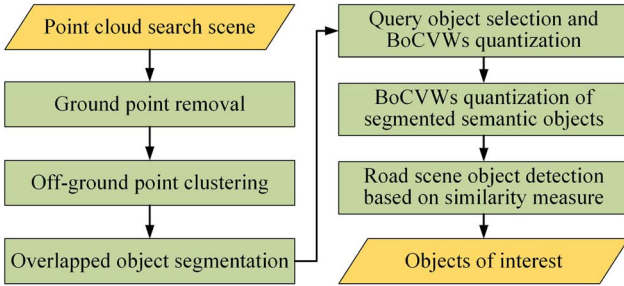 Point cloud search scene
Ground point removal
Off-ground point clustering
Overlapped object segmentation
Query object selection and
BoCVWs quantization
BoCVWs quantization of
segmented semantic objects
Road scene object detection
based on similarity measure
Objects of interest